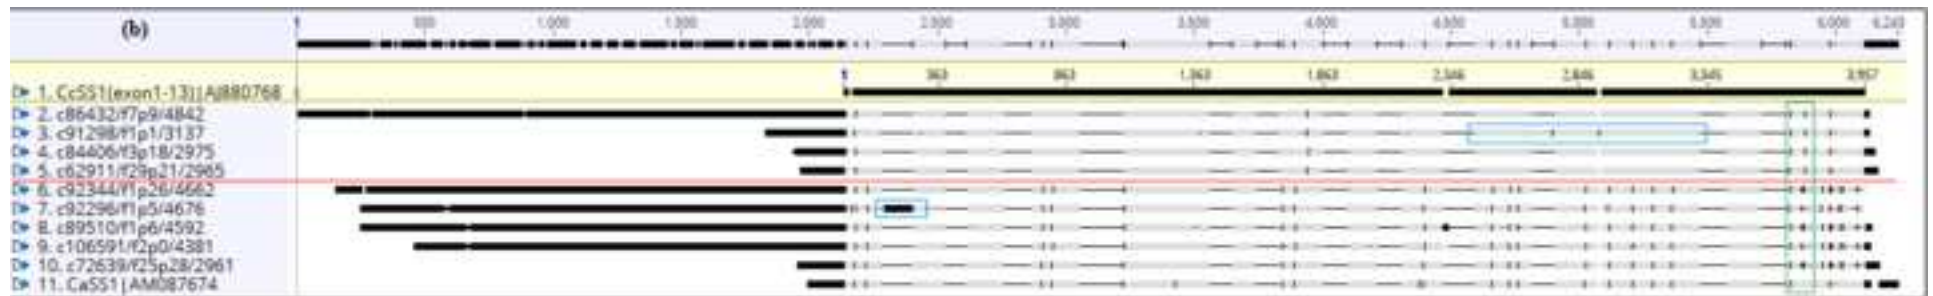 (b)
1 500 1,000 1,500 2,000 2,500 3,000 3,500 4,000 4,500 5,000 5,500 6,000 6,243
1 363 863 1,363 1,863 2,346 2,846 3,345 3,957
1. CcSS1(exon1-13)|AJ880768
2. c86432/f7p9/4842
3. c91298/f1p1/3137
4. c84406/f3p18/2975
5. c62911/f29p21/2965
6. c92344/f1p26/4662
7. c92296/f1p5/4676
8. c89510/f1p6/4592
9. c106591/f2p0/4381
10. c72639/f25p28/2961
11. CaSS1|AM087674